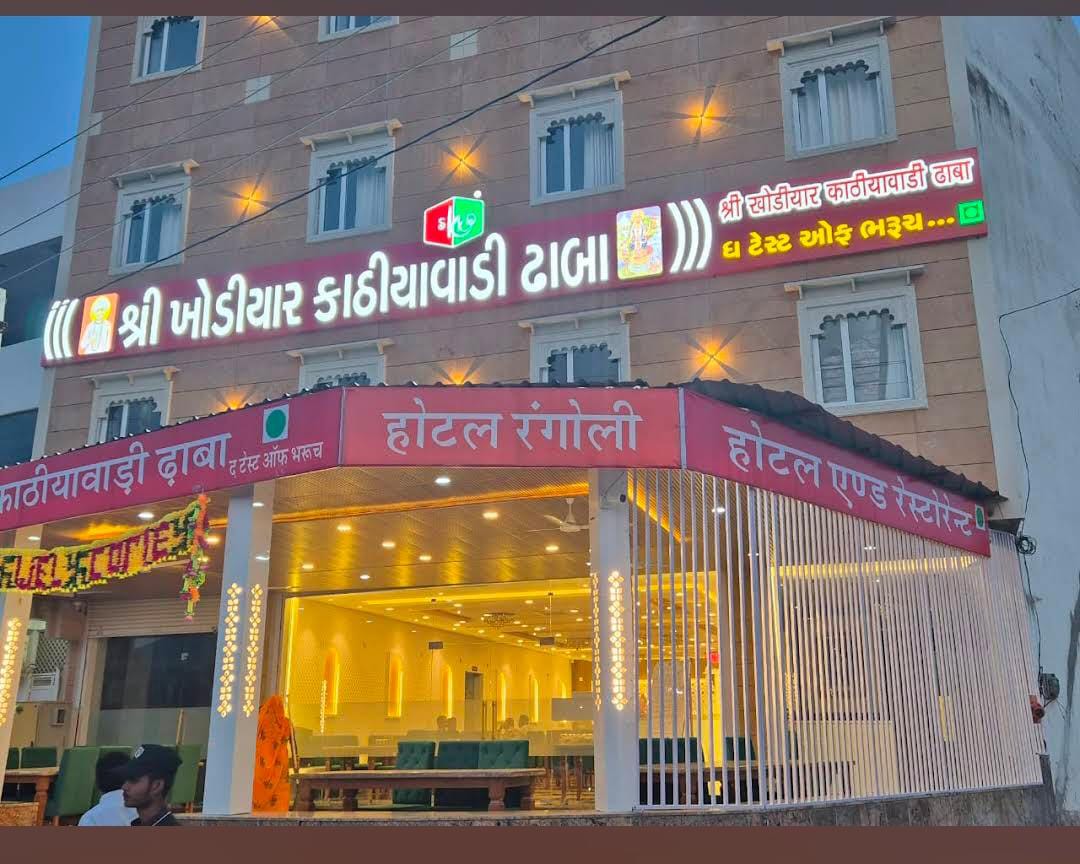 શ્રી ખોડીયાર કાઠીયાવાડી ઢાબા
श्री खोडीयार काठीयावाडी ढाबा
ધ ટેસ્ટ ઓફ ભરૂચ...
काठीयावाड़ी ढ़ाबा
द टेस्ट ऑफ भरूच
होटल रंगोली
होटल एण्ड रेस्टोरेन्ट